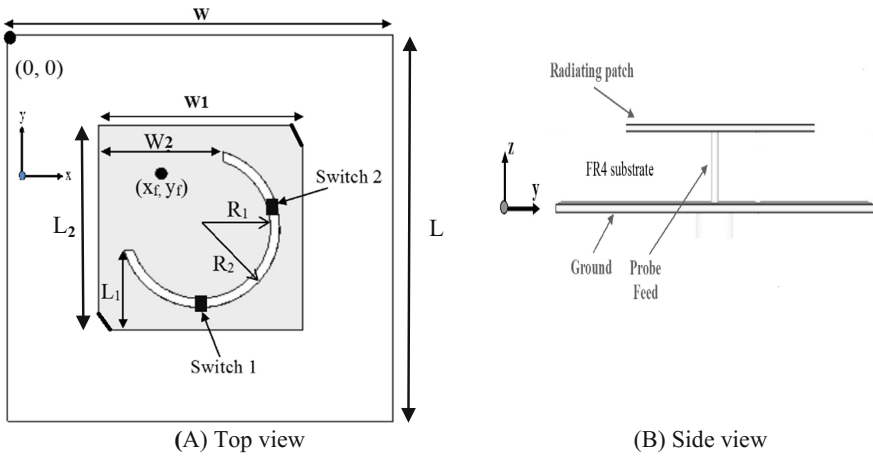 W
(0, 0)
y
x
W1
W2
(xf, yf)
Switch 2
L2
R1
R2
L1
Switch 1
L
(A) Top view
Radiating patch
z
y
FR4 substrate
Ground
Probe
Feed
(B) Side view